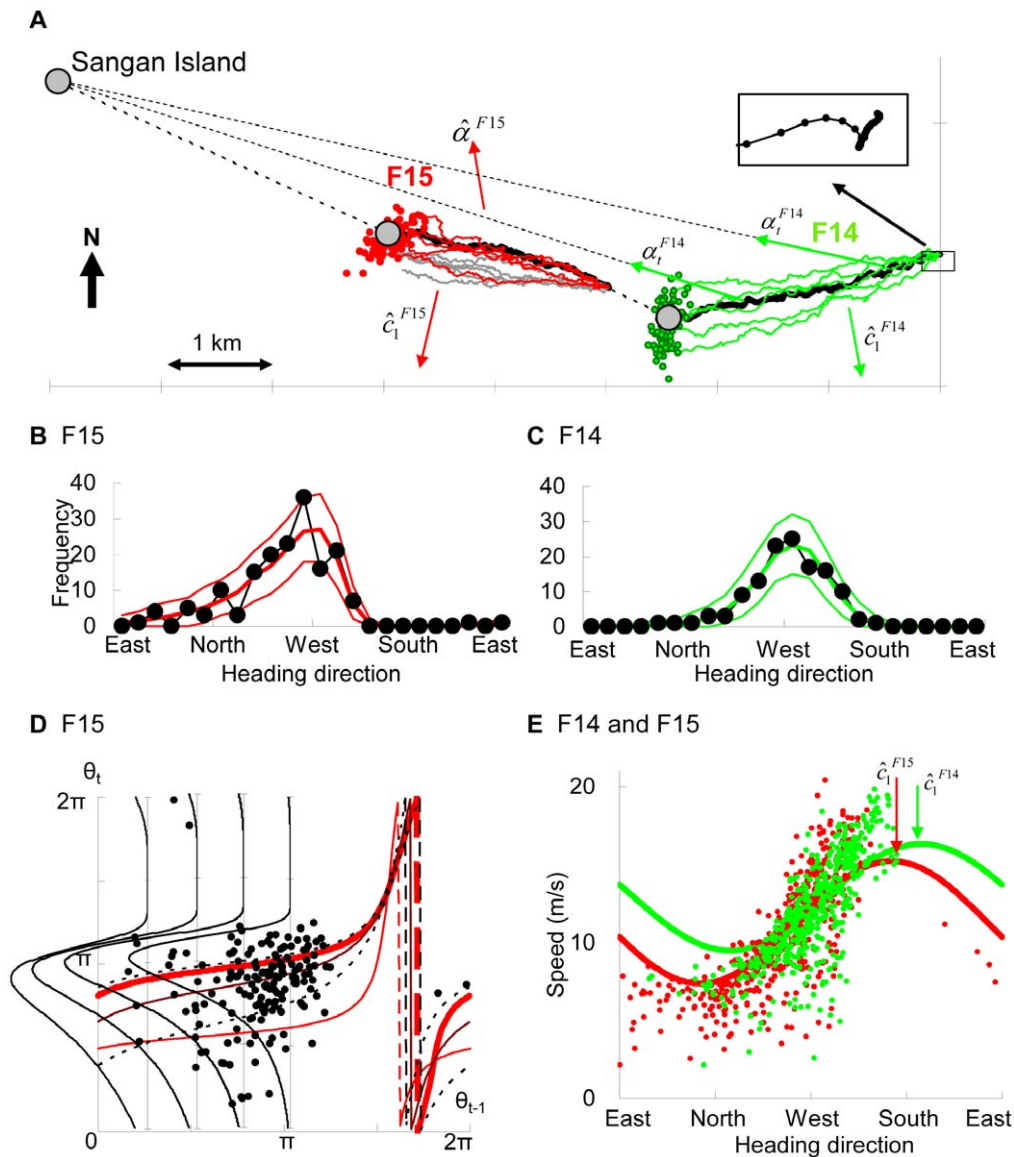 A
Sangan Island
α̂ F15
F15
α_t F14
F14
α_t F14
N
ĉ₁ F15
ĉ₁ F14
1 km
B F15
C F14
40
30
20
10
0
Frequency
East North West South East
Heading direction
40
30
20
10
0
East North West South East
Heading direction
D F15
E F14 and F15
θt
2π
π
0
π
2π
θt-1
ĉ₁ F15
ĉ₁ F14
20
10
0
Speed (m/s)
East North West South East
Heading direction